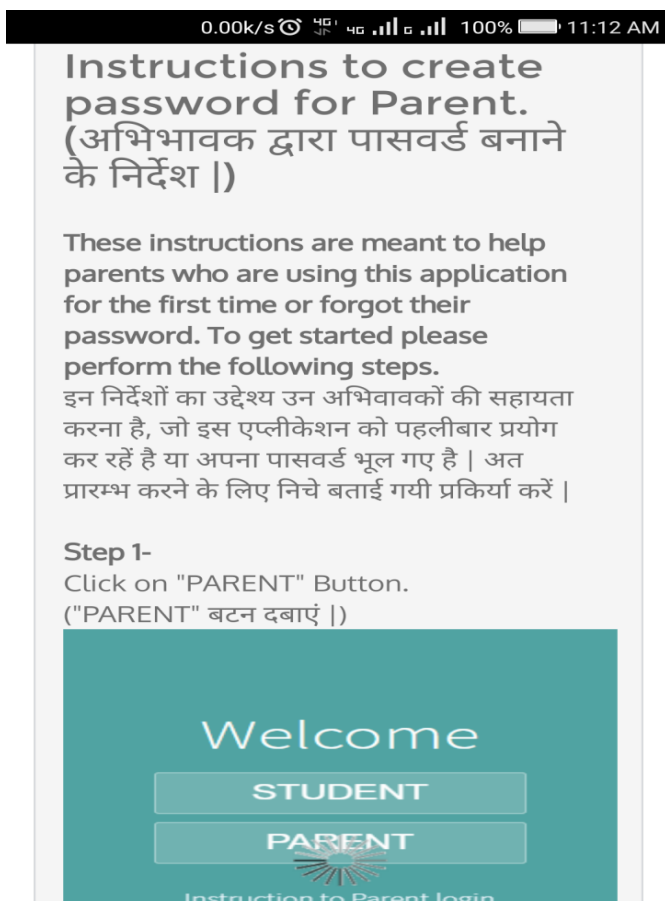 0.00k/s 4G 4G G 100% 11:12 AM
Instructions to create
password for Parent.
(अभिभावक द्वारा पासवर्ड बनाने
के निर्देश |)
These instructions are meant to help
parents who are using this application
for the first time or forgot their
password. To get started please
perform the following steps.
इन निर्देशों का उद्देश्य उन अभिवावकों की सहायता
करना है, जो इस एप्लीकेशन को पहलीबार प्रयोग
कर रहें है या अपना पासवर्ड भूल गए है | अत
प्रारम्भ करने के लिए निचे बताई गयी प्रकिर्या करें |
Step 1-
Click on "PARENT" Button.
("PARENT" बटन दबाएं |)
Welcome
STUDENT
PARENT
Instruction to Parent login